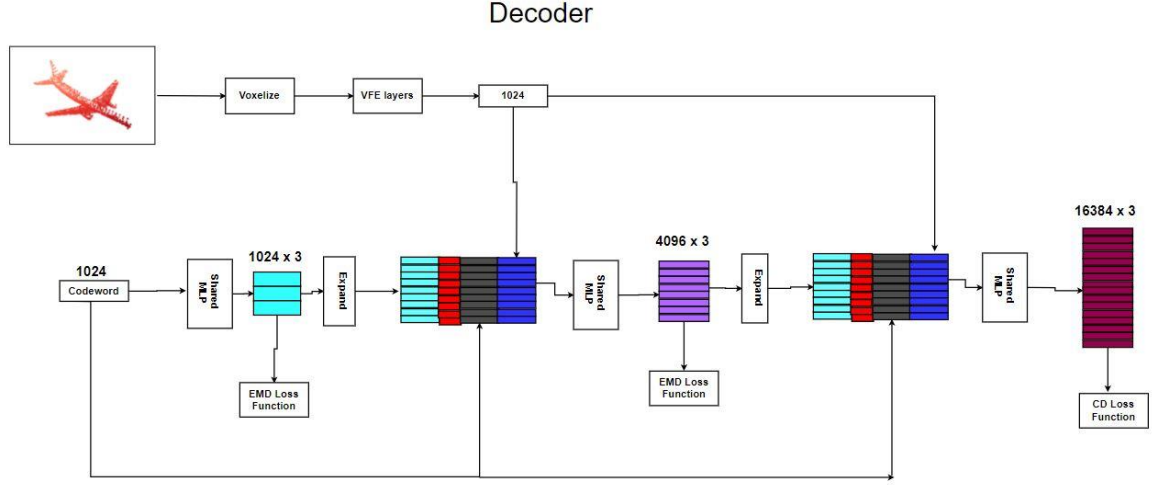 Decoder
Voxelize
VFE layers
1024
1024
Codeword
Shared
MLP
1024 x 3
Expand
EMD Loss
Function
Shared
MLP
4096 x 3
Expand
EMD Loss
Function
Shared
MLP
16384 x 3
CD Loss
Function